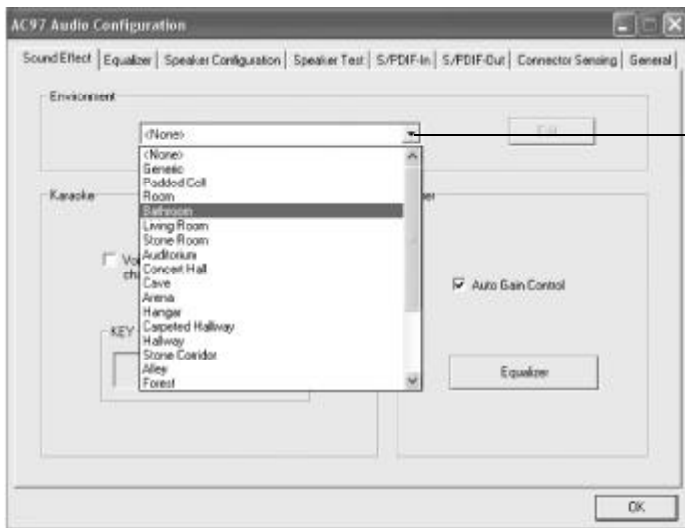 AC97 Audio Configuration
Sound Effect Equalizer Speaker Configuration Speaker Test S/PDIF-In S/PDIF-Out Connector Sensing General
Environment
<None>
Edit
<None>
Generic
Padded Cell
Room
Bathroom
Living Room
Stone Room
Auditorium
Concert Hall
Cave
Arena
Hangar
Carpeted Hallway
Hallway
Stone Corridor
Alley
Forest
Karaoke
KEY
Auto Gain Control
Equalizer
OK